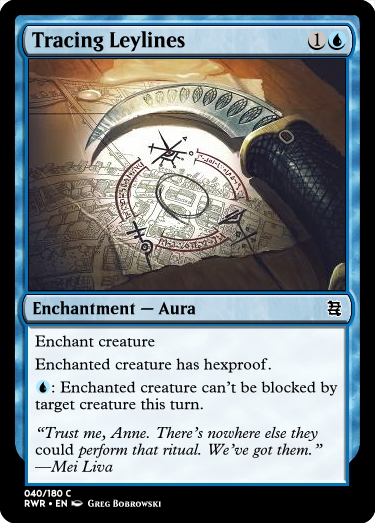 Tracing Leylines 1
Enchantment — Aura
Enchant creature
Enchanted creature has hexproof.
: Enchanted creature can't be blocked by
target creature this turn.
"Trust me, Anne. There's nowhere else they
could perform that ritual. We've got them."
—Mei Liva
040/180 C
RWR • EN Greg Bobrowski